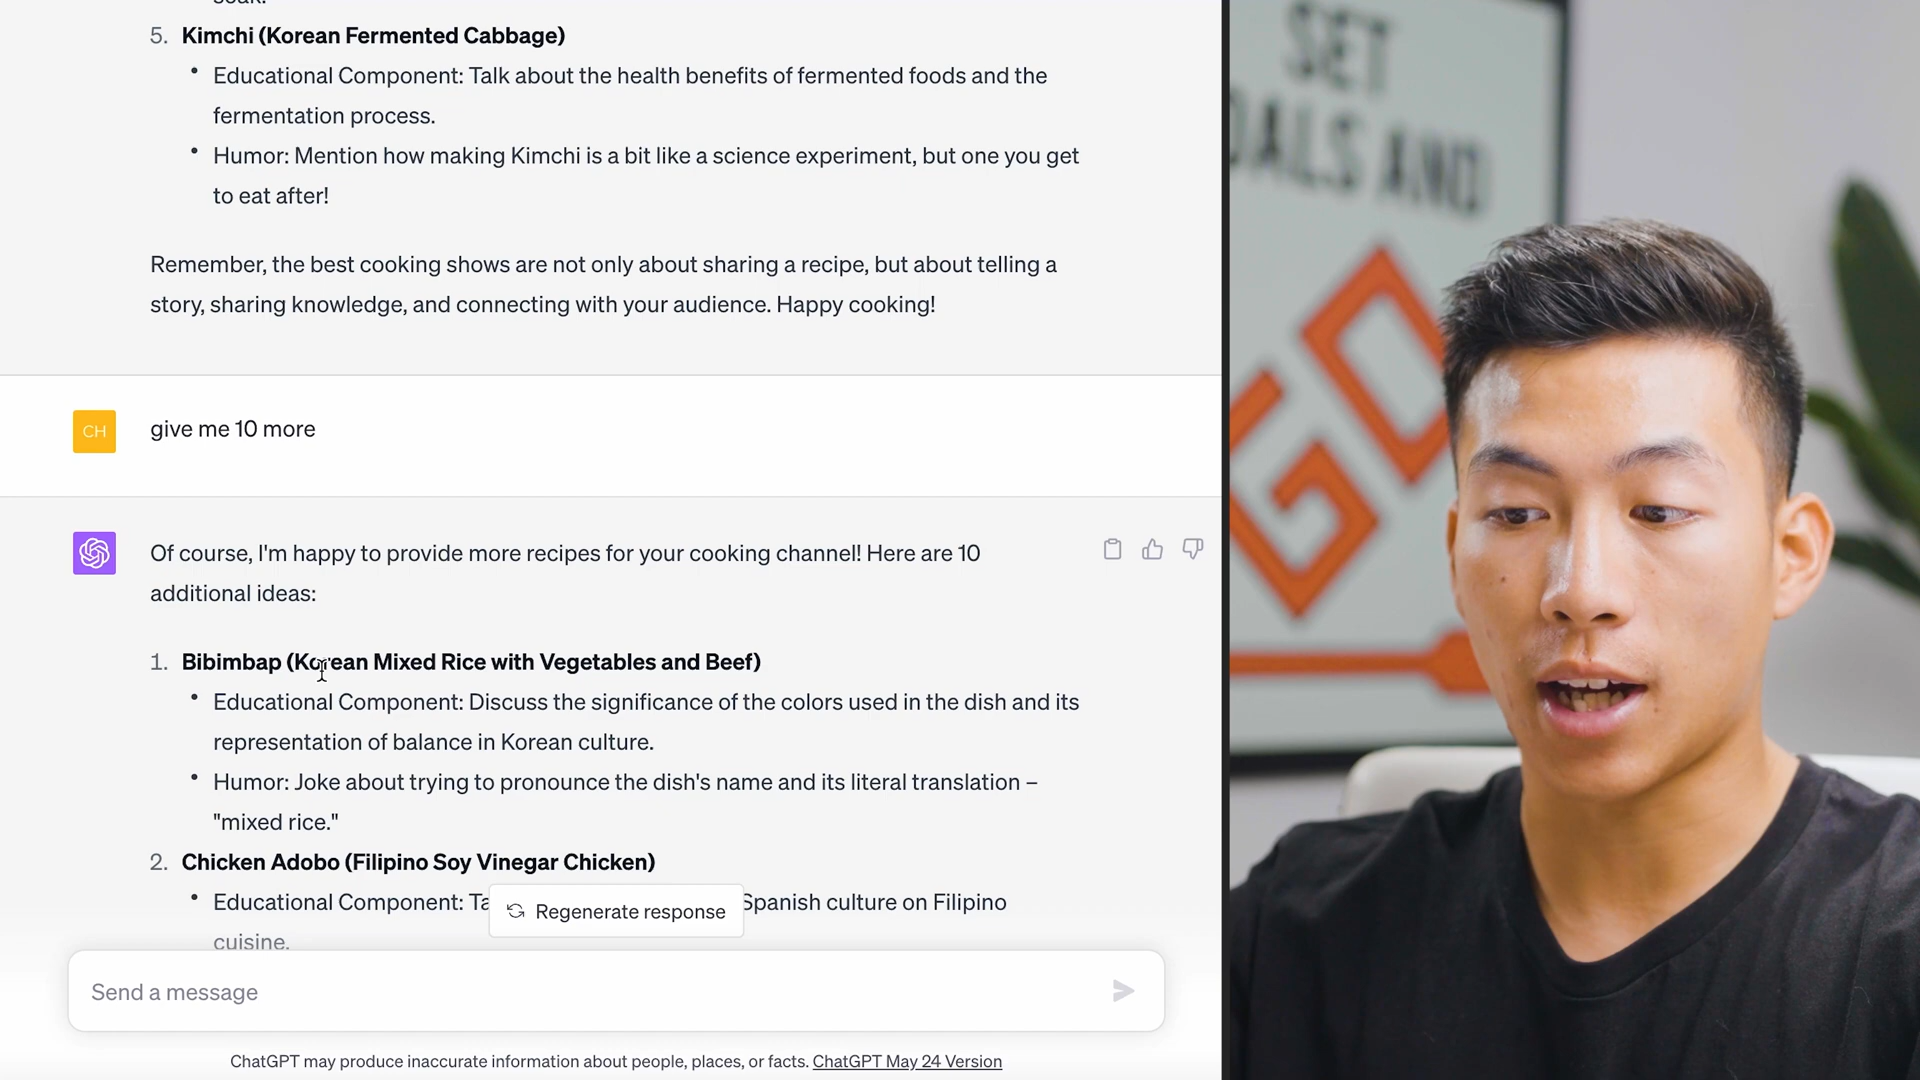 soak.
5. Kimchi (Korean Fermented Cabbage)
• Educational Component: Talk about the health benefits of fermented foods and the
fermentation process.
• Humor: Mention how making Kimchi is a bit like a science experiment, but one you get
to eat after!
Remember, the best cooking shows are not only about sharing a recipe, but about telling a
story, sharing knowledge, and connecting with your audience. Happy cooking!
CH
give me 10 more
Of course, I'm happy to provide more recipes for your cooking channel! Here are 10
additional ideas:
1. Bibimbap (Korean Mixed Rice with Vegetables and Beef)
• Educational Component: Discuss the significance of the colors used in the dish and its
representation of balance in Korean culture.
• Humor: Joke about trying to pronounce the dish's name and its literal translation –
"mixed rice."
2. Chicken Adobo (Filipino Soy Vinegar Chicken)
• Educational Component: Ta
Spanish culture on Filipino
cuisine.
Regenerate response
Send a message
ChatGPT may produce inaccurate information about people, places, or facts. ChatGPT May 24 Version
SET
OALS AND
GO